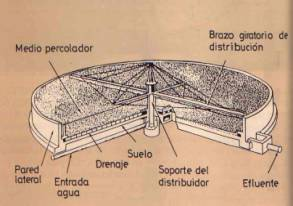 Medio percolador
Brazo giratorio de
distribución
Pared
lateral
Entrada
agua
Drenaje
Suelo
Soporte del
distribuidor
Efluente